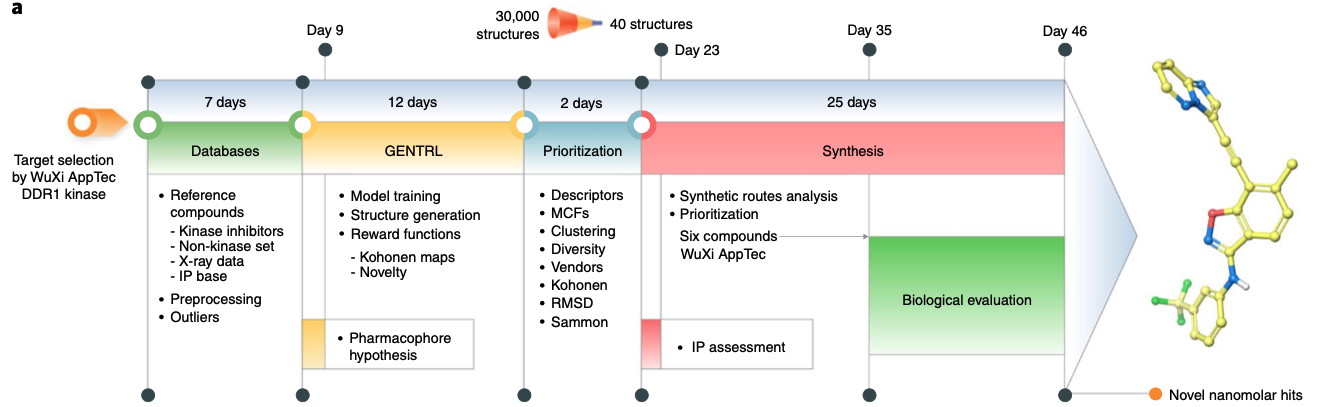 a
30,000
structures
40 structures
Day 9
Day 23
Day 35
Day 46
7 days
12 days
2 days
25 days
Target selection
by WuXi AppTec
DDR1 kinase
Databases
GENTRL
Prioritization
Synthesis
• Reference
compounds
- Kinase inhibitors
- Non-kinase set
- X-ray data
- IP base
• Preprocessing
• Outliers
• Model training
• Structure generation
• Reward functions
- Kohonen maps
- Novelty
• Pharmacophore
hypothesis
• Descriptors
• MCFs
• Clustering
• Diversity
• Vendors
• Kohonen
• RMSD
• Sammon
• Synthetic routes analysis
• Prioritization
Six compounds
WuXi AppTec
• IP assessment
Biological evaluation
Novel nanomolar hits